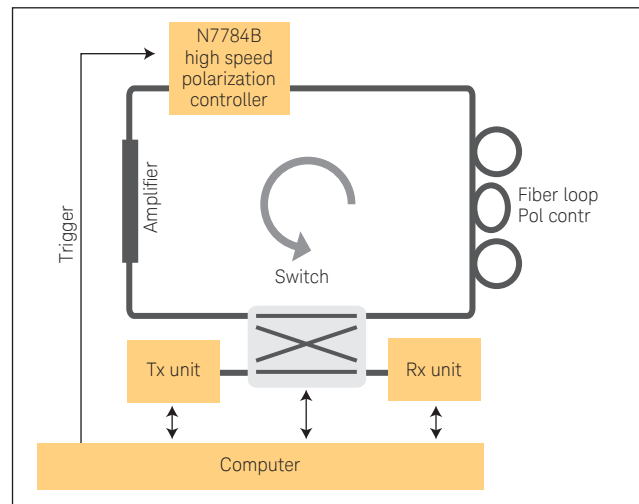 N7784B
high speed
polarization
controller
Amplifier
Trigger
Fiber loop
Pol contr
Switch
Tx unit
Rx unit
Computer